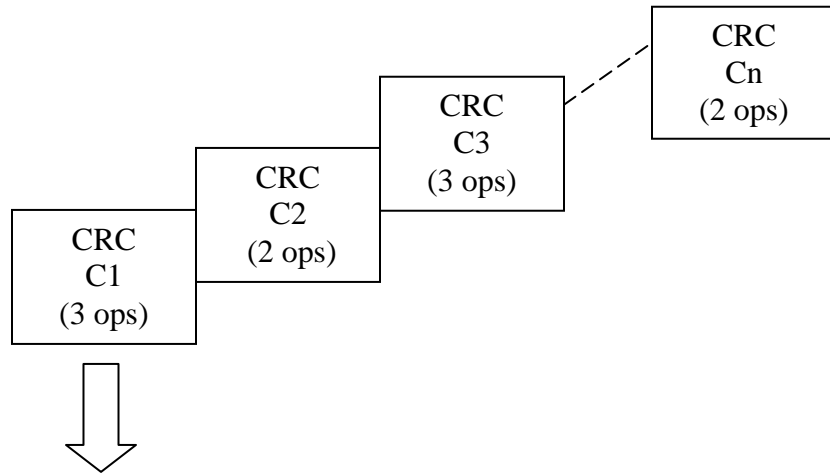 CRC
C1
(3 ops)
CRC
C2
(2 ops)
CRC
C3
(3 ops)
CRC
Cn
(2 ops)